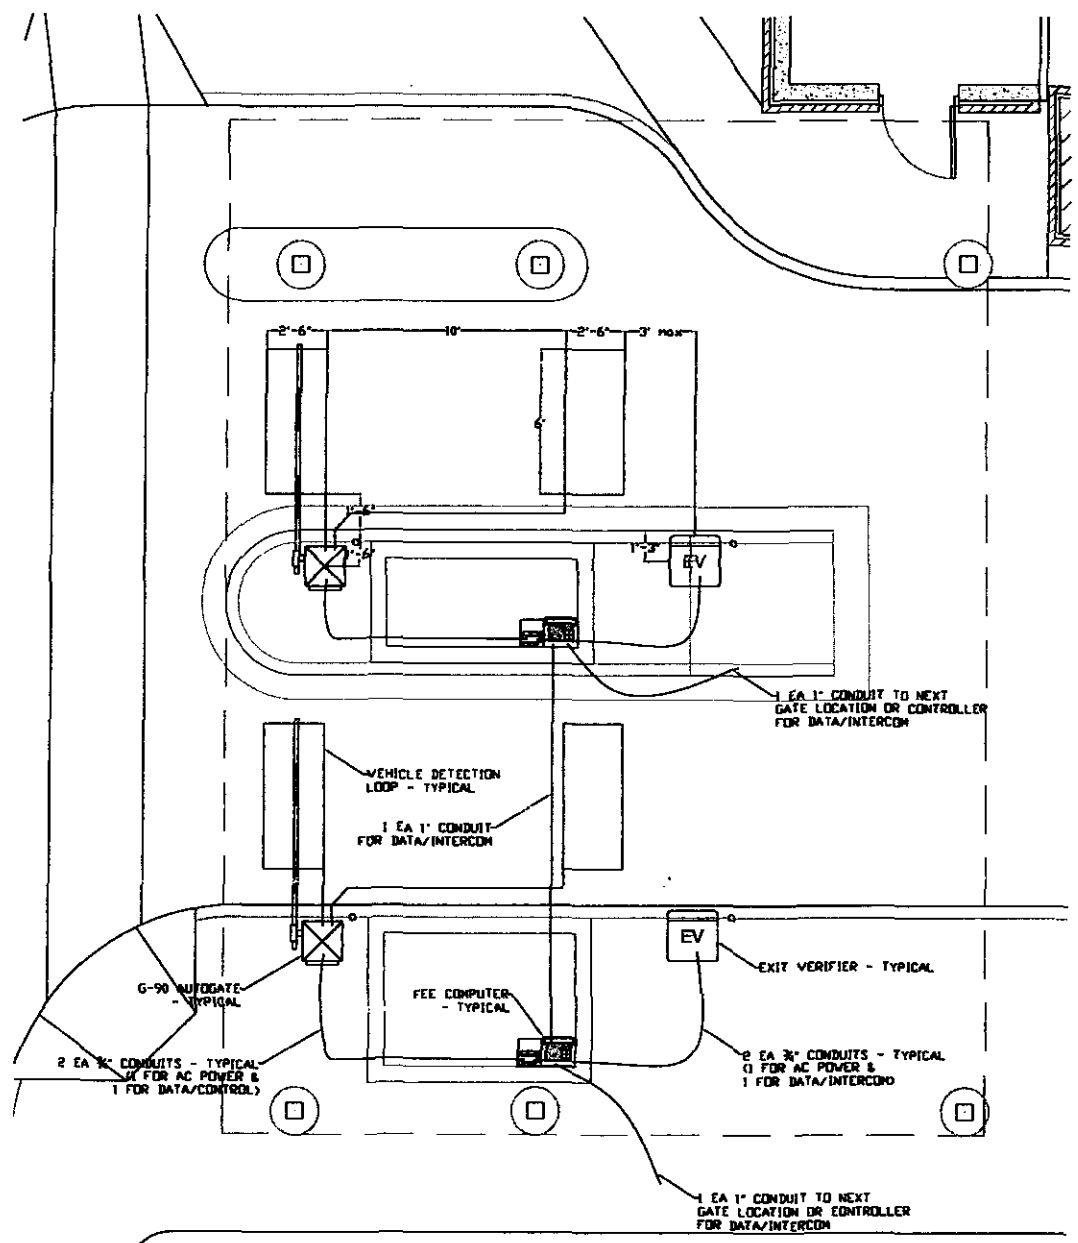 2'-6"
10'
2'-6"
3' max
6'
1'-6"
1'-6"
1'-3"
EV
1 EA 1" CONDUIT TO NEXT
GATE LOCATION OR CONTROLLER
FOR DATA/INTERCOM
VEHICLE DETECTION
LOOP - TYPICAL
1 EA 1" CONDUIT
FOR DATA/INTERCOM
EV
EXIT VERIFIER - TYPICAL
G-90 AUTOGATE
- TYPICAL
FEE COMPUTER
- TYPICAL
2 EA ¾" CONDUITS - TYPICAL
(1 FOR AC POWER &
1 FOR DATA/CONTROL)
2 EA ¾" CONDUITS - TYPICAL
(1 FOR AC POWER &
1 FOR DATA/INTERCOM)
1 EA 1" CONDUIT TO NEXT
GATE LOCATION OR CONTROLLER
FOR DATA/INTERCOM